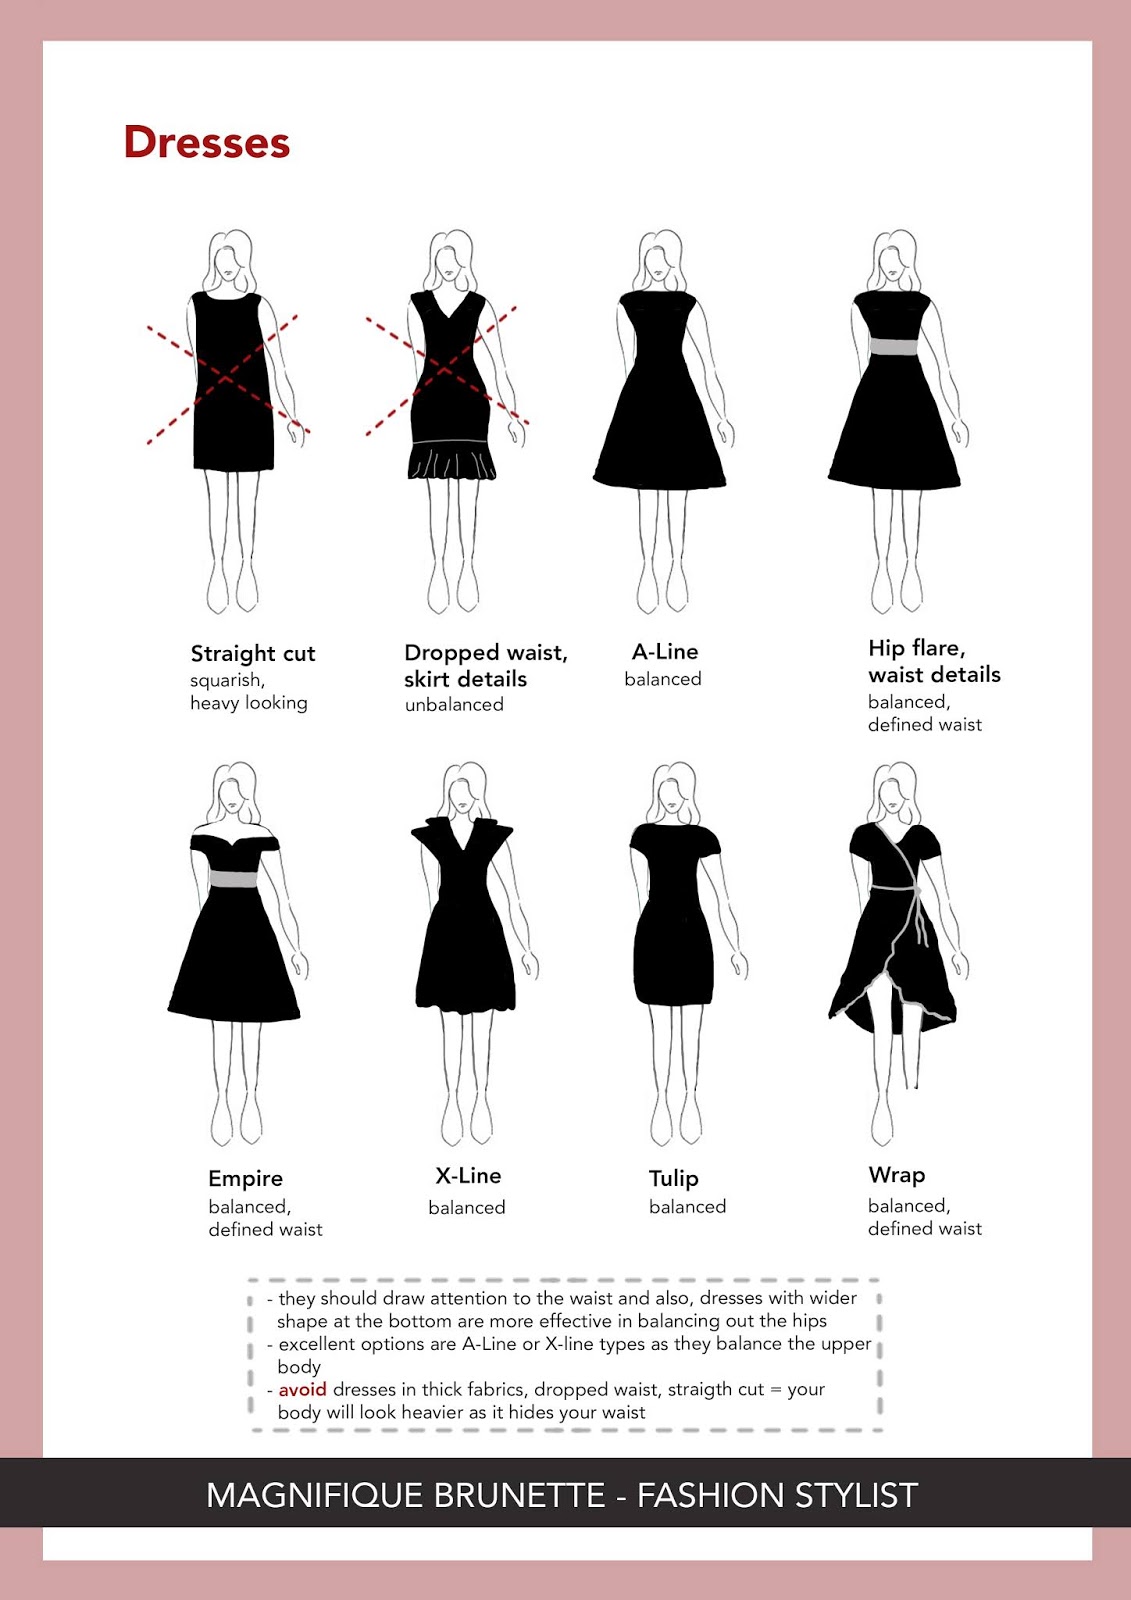 Dresses
Straight cut
squarish,
heavy looking
Dropped waist,
skirt details
unbalanced
A-Line
balanced
Hip flare,
waist details
balanced,
defined waist
Empire
balanced,
defined waist
X-Line
balanced
Tulip
balanced
Wrap
balanced,
defined waist
- they should draw attention to the waist and also, dresses with wider
shape at the bottom are more effective in balancing out the hips
- excellent options are A-Line or X-line types as they balance the upper
body
- avoid dresses in thick fabrics, dropped waist, straigth cut = your
body will look heavier as it hides your waist
MAGNIFIQUE BRUNETTE - FASHION STYLIST